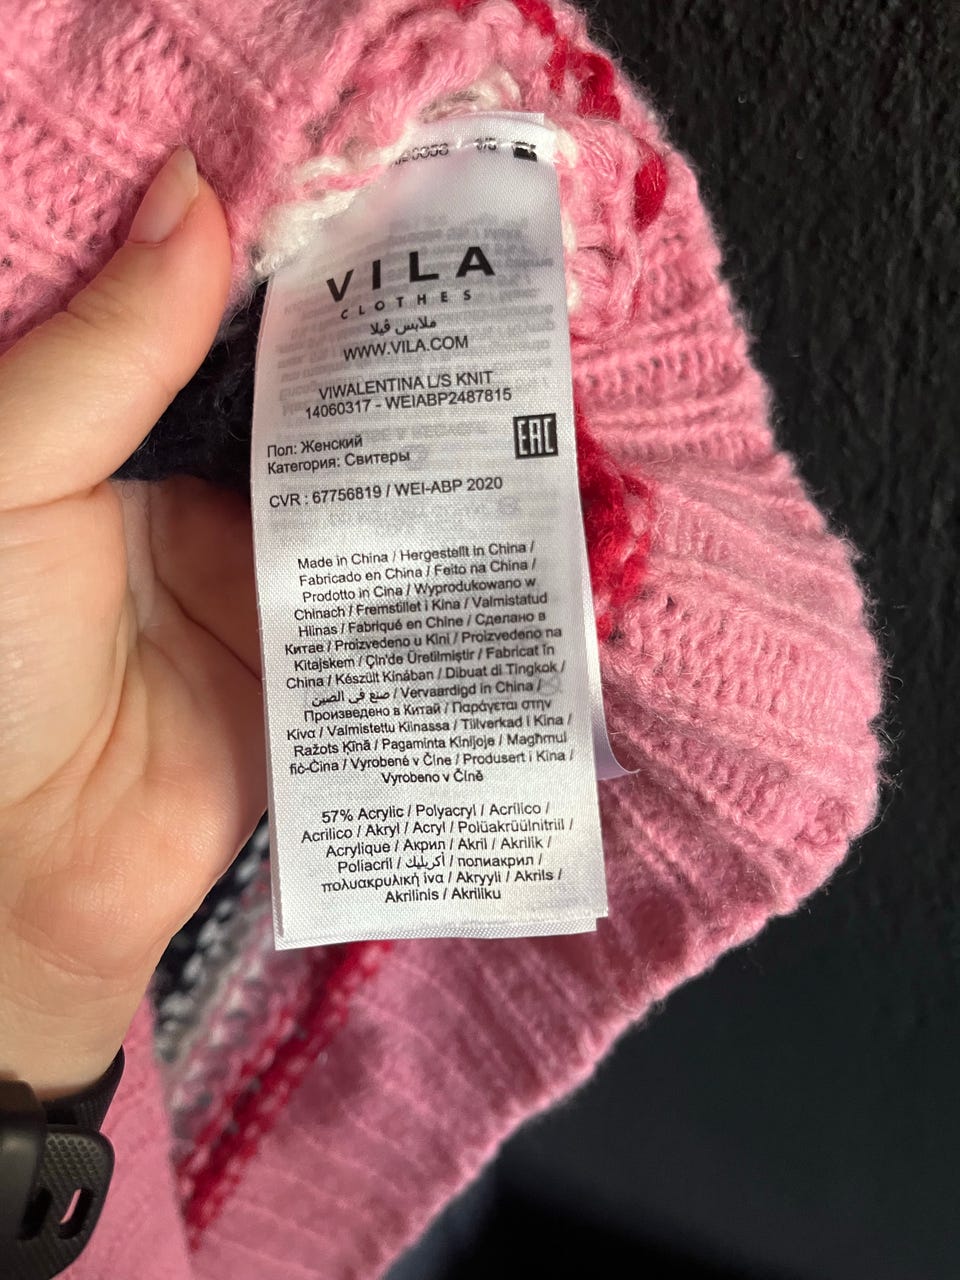 VILA
CLOTHES
ملابس ڤيلا
WWW.VILA.COM
VIWALENTINA L/S KNIT
14060317 - WEIABP2487815
EAC
Пол: Женский
Категория: Свитеры
CVR : 67756819 / WEI-ABP 2020
Made in China / Hergestellt in China /
Fabricado en China / Feito na China /
Prodotto in Cina / Wyprodukowano w
Chinach / Fremstillet i Kina / Valmistatud
Hiinas / Fabriqué en Chine / Сделано в
Китае / Proizvedeno u Kini / Proizvedeno na
Kitajskem / Çin'de Üretilmiştir / Fabricat în
China / Készült Kínában / Dibuat di Tingkok /
صنع في الصين / Vervaardigd in China /
Произведено в Китай / Παράγεται στην
Κίνα / Valmistettu Kiinassa / Tillverkad i Kina /
Ražots Ķīnā / Pagaminta Kinijoje / Magħmul
fiċ-Ċina / Vyrobené v Číne / Produsert i Kina /
Vyrobeno v Číně
57% Acrylic / Polyacryl / Acrílico /
Acrilico / Akryl / Acryl / Polüakrüülnitriil /
Acrylique / Акрил / Akril / Akrilik /
Poliacril / أكريليك / полиакрил /
πολυακρυλική ίνα / Akryyli / Akrils /
Akrilinis / Akriliku